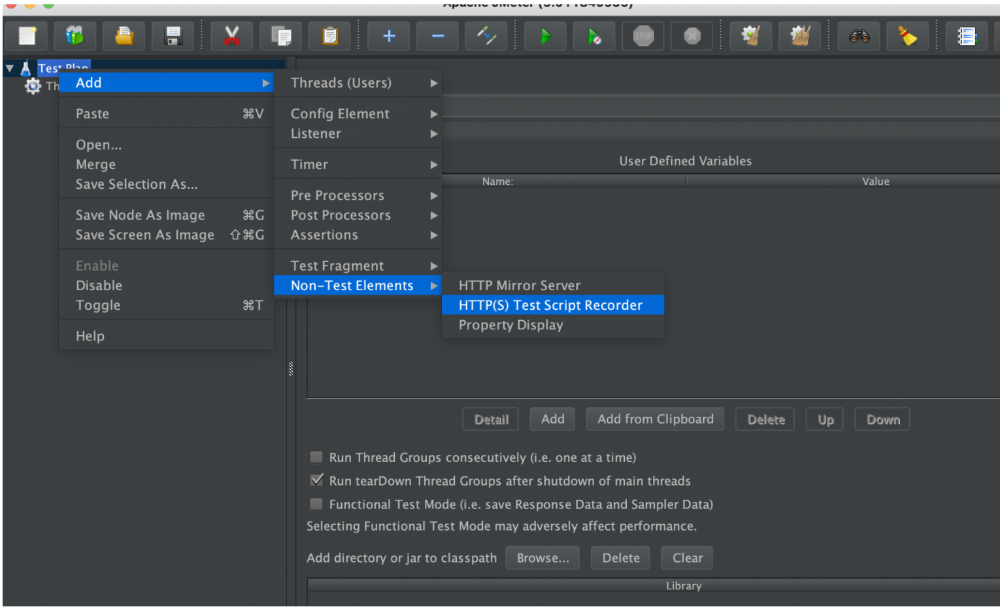 STOP
Test Plan
Th
Add
Paste ⌘V
Open...
Merge
Save Selection As...
Save Node As Image ⌘G
Save Screen As Image ⇧⌘G
Enable
Disable
Toggle ⌘T
Help
Threads (Users)
Config Element
Listener
Timer
Pre Processors
Post Processors
Assertions
Test Fragment
Non-Test Elements
HTTP Mirror Server
HTTP(S) Test Script Recorder
Property Display
User Defined Variables
Name: Value
Detail Add Add from Clipboard Delete Up Down
Run Thread Groups consecutively (i.e. one at a time)
Run tearDown Thread Groups after shutdown of main threads
Functional Test Mode (i.e. save Response Data and Sampler Data)
Selecting Functional Test Mode may adversely affect performance.
Add directory or jar to classpath Browse... Delete Clear
Library